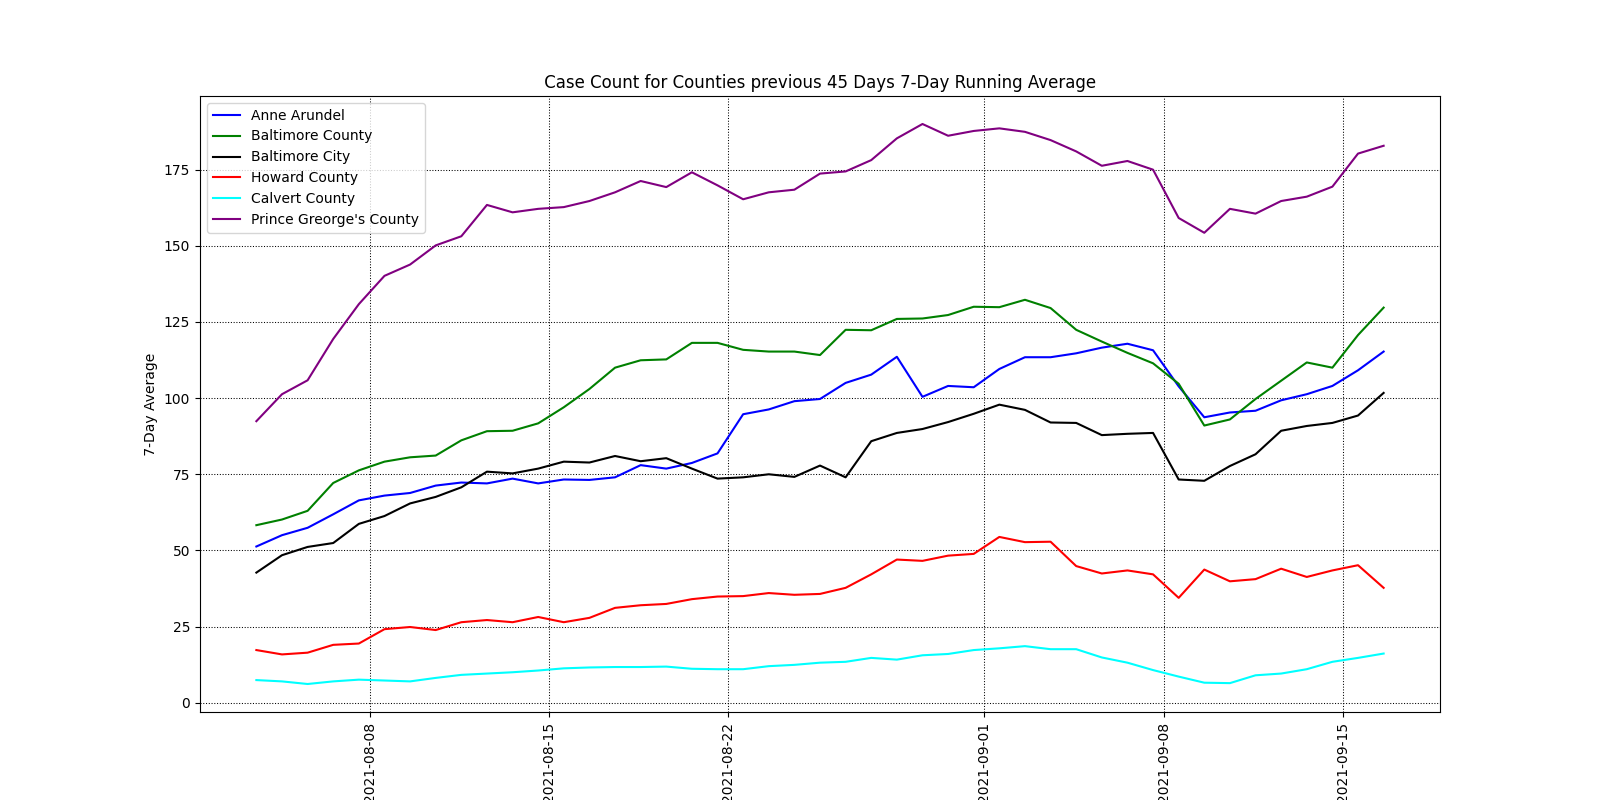 Case Count for Counties previous 45 Days 7-Day Running Average
Anne Arundel
Baltimore County
Baltimore City
Howard County
Calvert County
Prince Greorge's County
7-Day Average
175
150
125
100
75
50
25
0
2021-08-08
2021-08-15
2021-08-22
2021-09-01
2021-09-08
2021-09-15